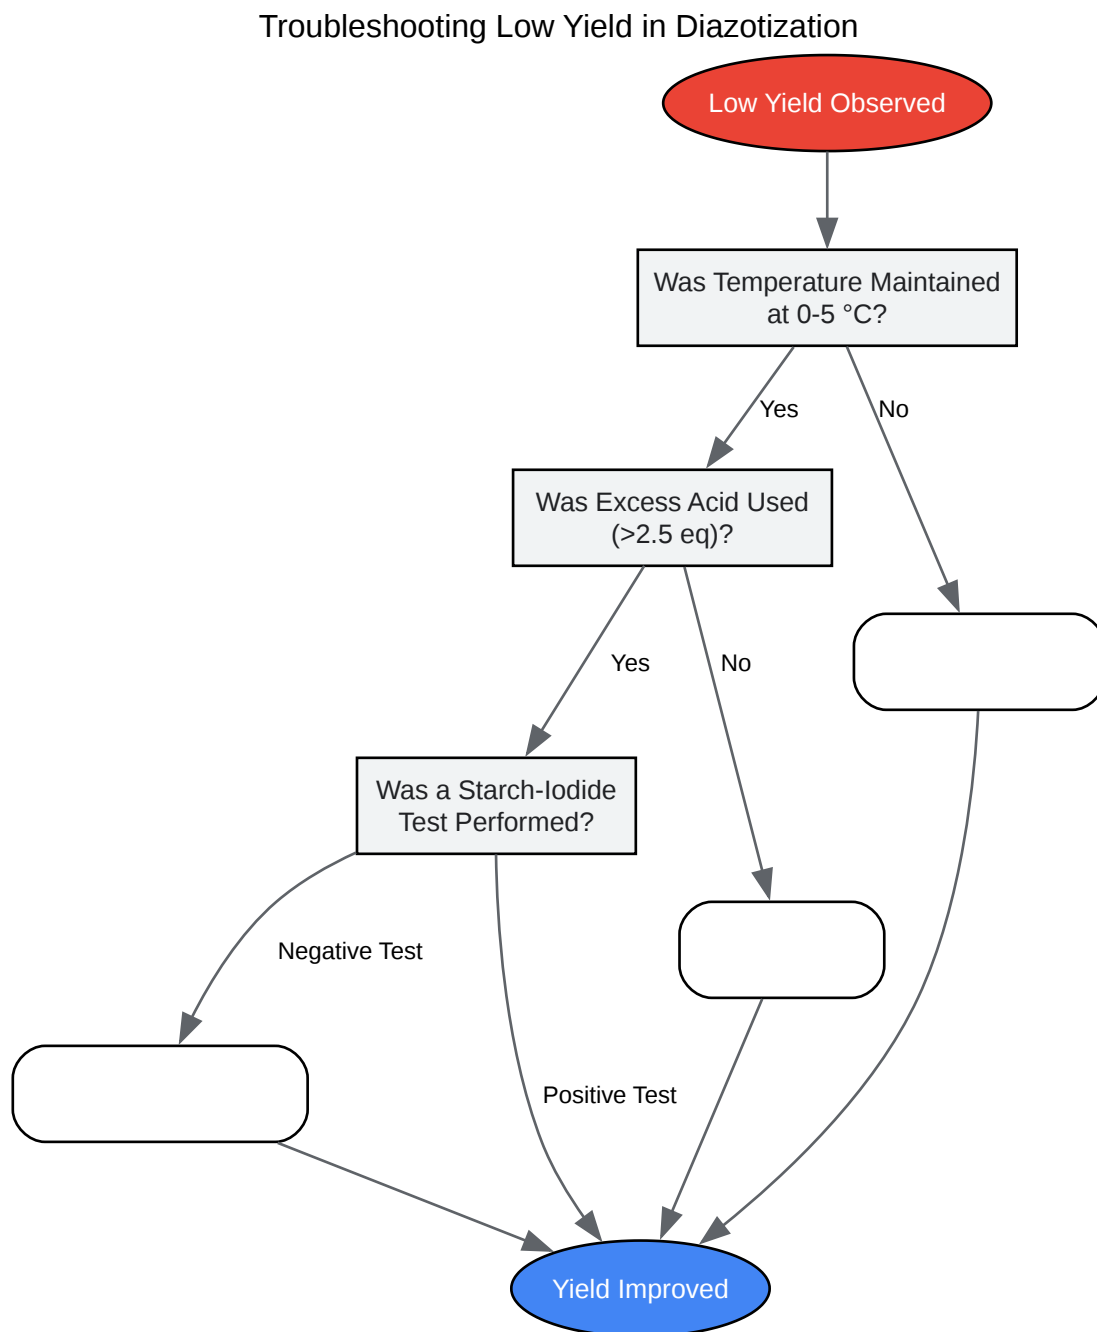 Troubleshooting Low Yield in Diazotization
Low Yield Observed
Was Temperature Maintained
at 0-5 °C?
Yes
No
Was Excess Acid Used
(>2.5 eq)?
Yes
No
Was a Starch-Iodide
Test Performed?
Negative Test
Positive Test
Yield Improved